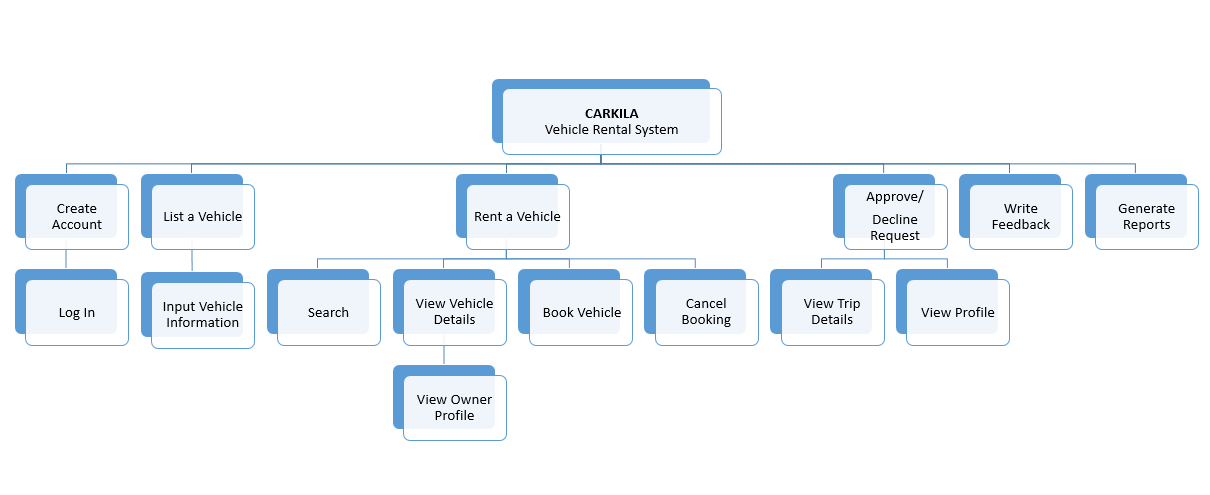 CARKILA
Vehicle Rental System
Create
Account
List a Vehicle
Rent a Vehicle
Approve/
Decline
Request
Write
Feedback
Generate
Reports
Log In
Input Vehicle
Information
Search
View Vehicle
Details
Book Vehicle
Cancel
Booking
View Trip
Details
View Profile
View Owner
Profile